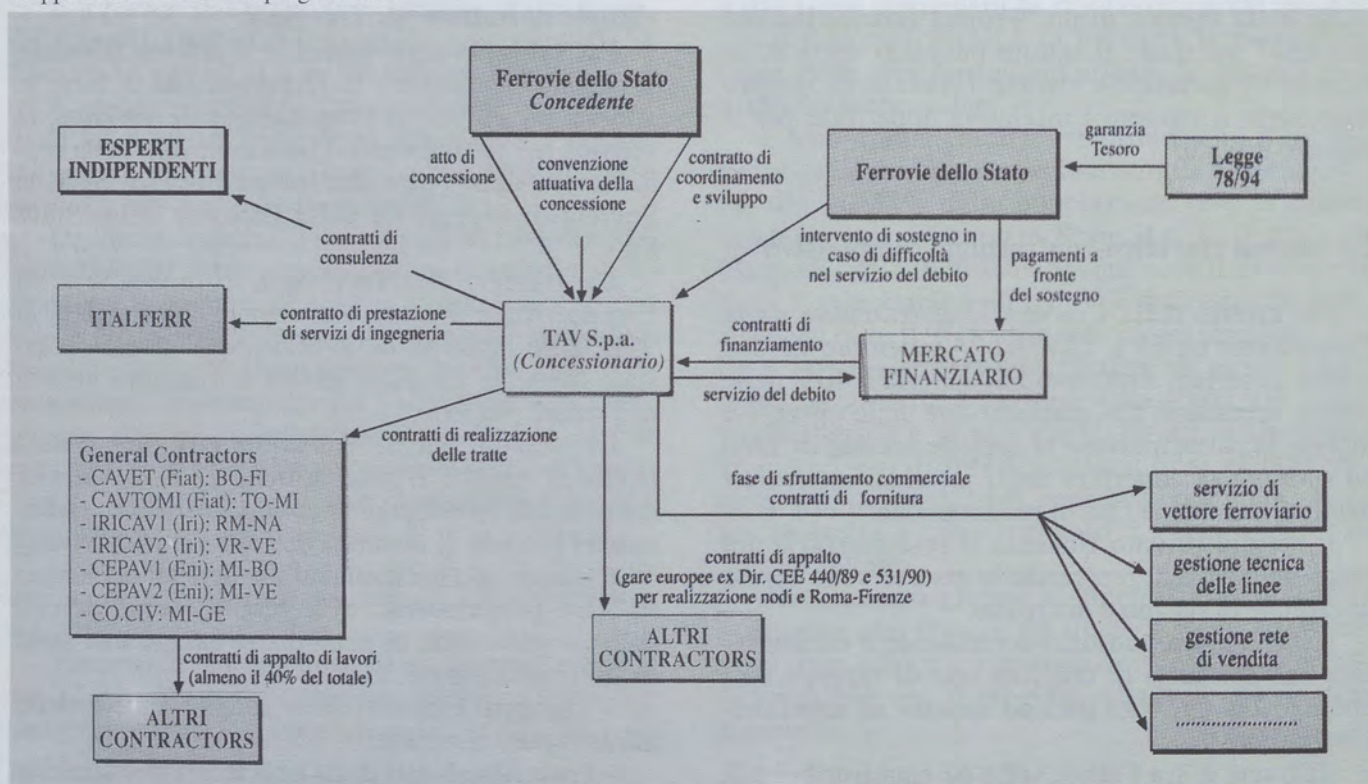 Ferrovie dello Stato
Concedente
ESPERTI
INDIPENDENTI
atto di
concessione
convenzione
attuativa della
concessione
contratto di
coordinamento
e sviluppo
Ferrovie dello Stato
garanzia
Tesoro
Legge
78/94
contratti di
consulenza
intervento di sostegno in
caso di difficoltà
nel servizio del debito
pagamenti a
fronte
del sostegno
ITALFERR
contratto di prestazione
di servizi di ingegneria
TAV S.p.a.
(Concessionario)
contratti di
finanziamento
servizio del debito
MERCATO
FINANZIARIO
contratti di realizzazione
delle tratte
General Contractors
- CAVET (Fiat): BO-FI
- CAVTOMI (Fiat): TO-MI
- IRICAV1 (Iri): RM-NA
- IRICAV2 (Iri): VR-VE
- CEPAV1 (Eni): MI-BO
- CEPAV2 (Eni): MI-VE
- CO.CIV: MI-GE
fase di sfruttamento commerciale
contratti di fornitura
servizio di
vettore ferroviario
gestione tecnica
delle linee
gestione rete
di vendita
....................
contratti di appalto
(gare europee ex Dir. CEE 440/89 e 531/90)
per realizzazione nodi e Roma-Firenze
ALTRI
CONTRACTORS
contratti di appalto di lavori
(almeno il 40% del totale)
ALTRI
CONTRACTORS